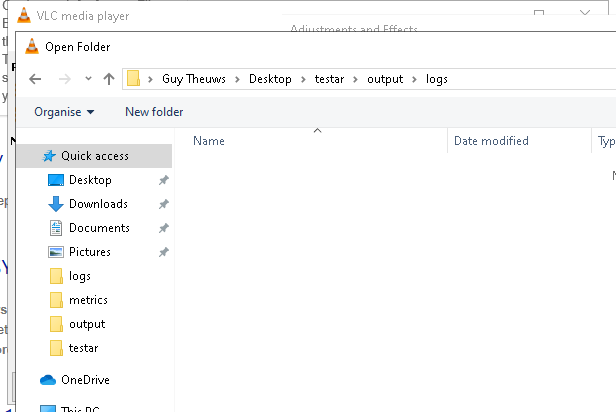 VLC media player
Adjustments and Effects
Open Folder
Guy Theuws > Desktop > testar > output > logs
Organise
New folder
Name
Date modified
Quick access
Desktop
Downloads
Documents
Pictures
logs
metrics
output
testar
OneDrive
This PC